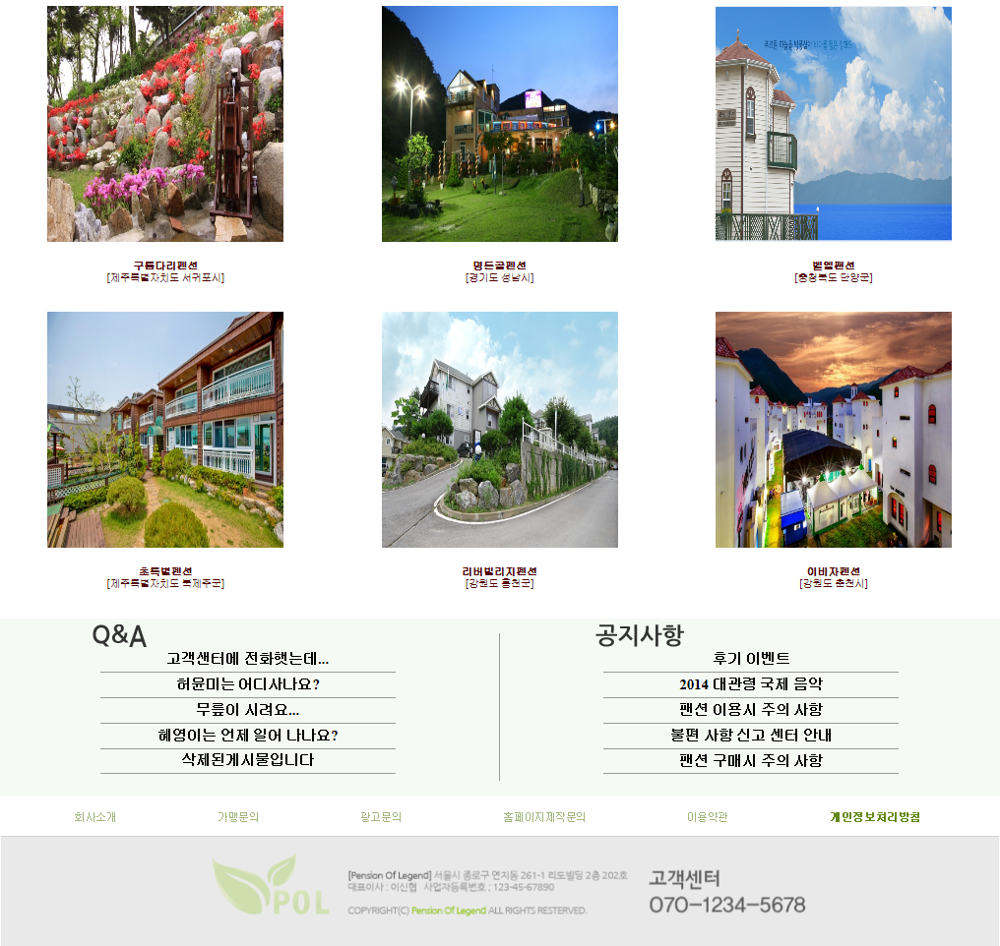 구름다리펜션
[제주특별자치도 서귀포시]
명든골펜션
[경기도 성남시]
벨엘펜션
[충청북도 단양군]
초록별펜션
[제주특별자치도 북제주군]
리버빌리지펜션
[강원도 홍천군]
이비자펜션
[강원도 춘천시]
Q&A
고객샌터에 전화햇는데...
허윤미는 어디사나요?
무릎이 시려요...
혜영이는 언제 일어 나나요?
삭제된게시물입니다
공지사항
후기 이벤트
2014 대관령 국제 음악
팬션 이용시 주의 사항
불편 사항 신고 센터 안내
팬션 구매시 주의 사항
회사소개
가맹문의
광고문의
홈페이지제작문의
이용약관
개인정보처리방침
POL
[Pension Of Legend] 서울시 종로구 연지동 261-1 리도빌딩 2층 202호
대표이사 : 이신협 사업자등록번호 ; 123-45-67890
COPYRIGHT(C) Pension Of Legend ALL RIGHTS RESTERVED.
고객센터
070-1234-5678